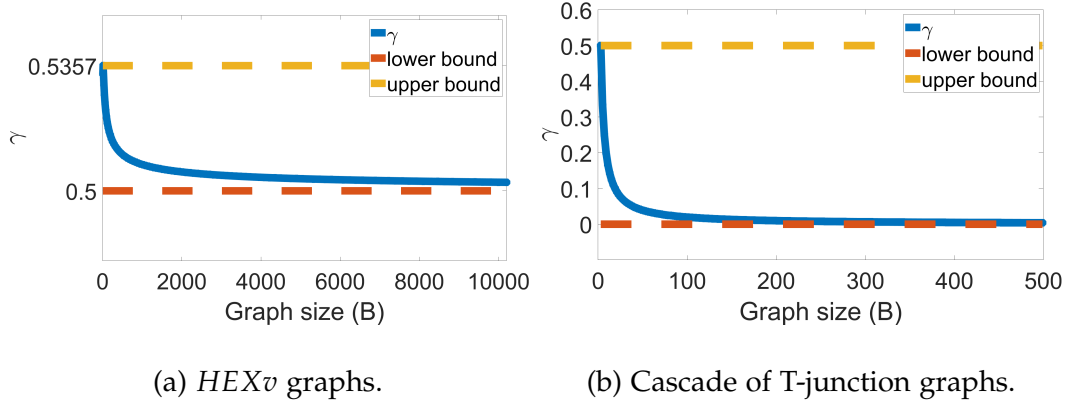 γ
lower bound
upper bound
0.5357
0.5
γ
0 2000 4000 6000 8000 10000
Graph size (B)
(a) HEXv graphs.
γ
lower bound
upper bound
0.6
0.5
0.4
0.3
0.2
0.1
0
γ
0 100 200 300 400 500
Graph size (B)
(b) Cascade of T-junction graphs.